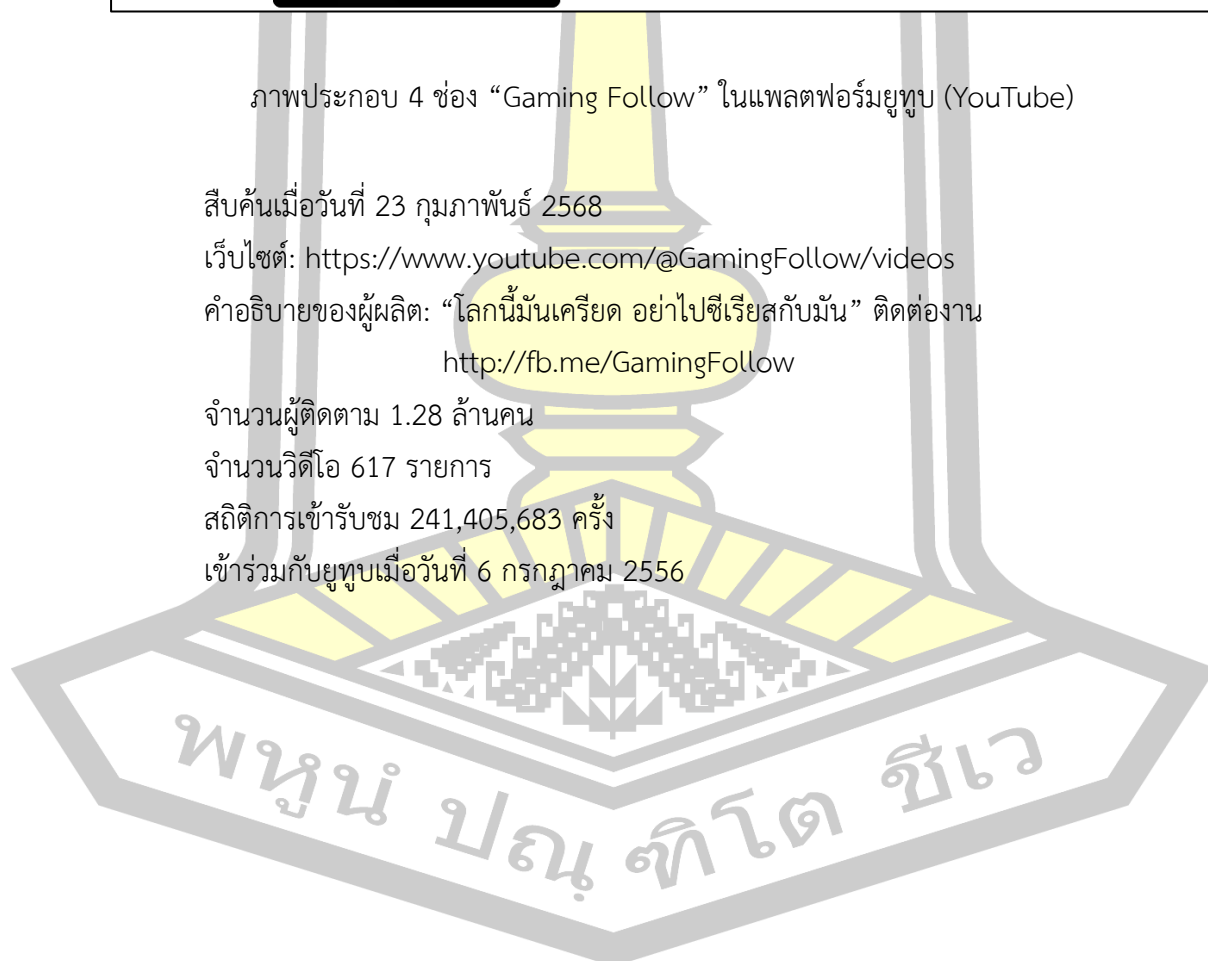 ภาพประกอบ 4 ช่อง “Gaming Follow” ในแพลตฟอร์มยูทูบ (YouTube)
สืบค้นเมื่อวันที่ 23 กุมภาพันธ์ 2568
เว็บไซต์: https://www.youtube.com/@GamingFollow/videos
คำอธิบายของผู้ผลิต: “โลกนี้มันเครียด อย่าไปซีเรียสกับมัน” ติดต่องาน
http://fb.me/GamingFollow
จำนวนผู้ติดตาม 1.28 ล้านคน
จำนวนวิดีโอ 617 รายการ
สถิติการเข้ารับชม 241,405,683 ครั้ง
เข้าร่วมกับยูทูบเมื่อวันที่ 6 กรกฎาคม 2556
พหูนํ ปณฺ ฑิโต ชีเว